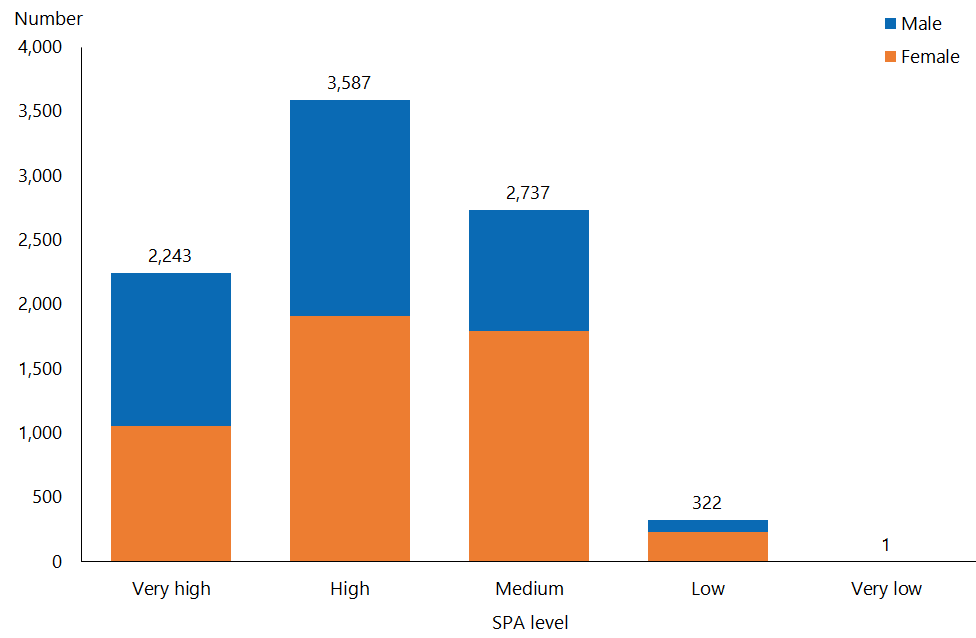 Number
Male
Female
4,000
3,500
3,000
2,500
2,000
1,500
1,000
500
0
2,243
3,587
2,737
322
1
Very high
High
Medium
Low
Very low
SPA level